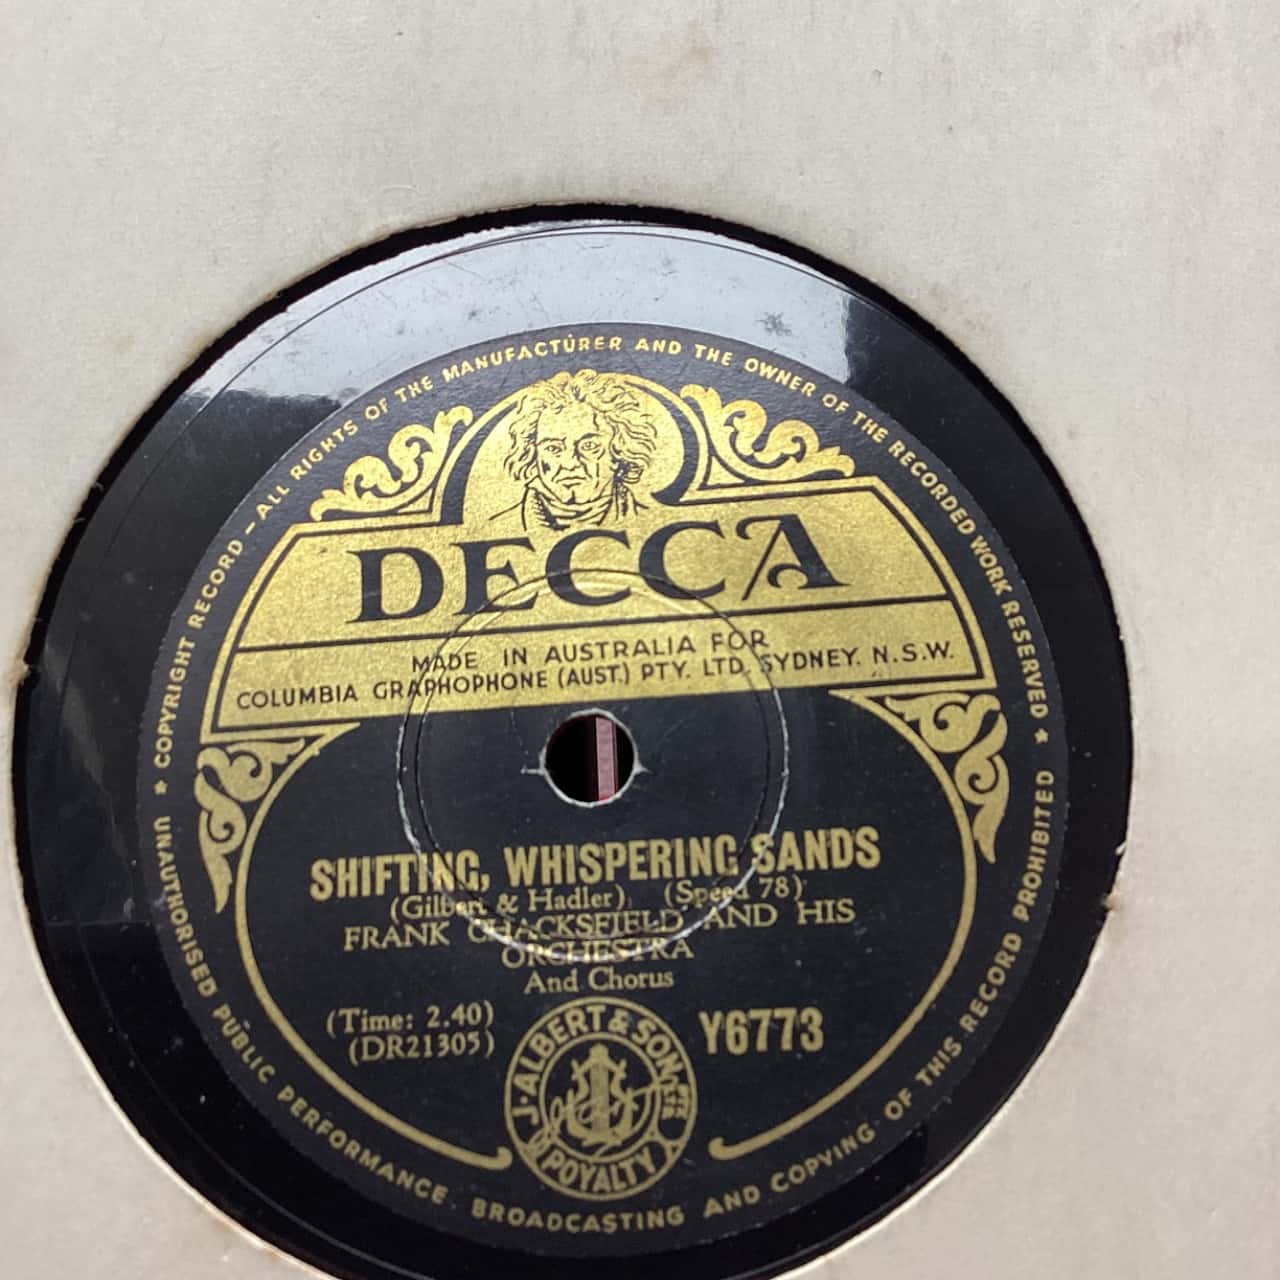 ★ COPYRIGHT RECORD – ALL RIGHTS OF THE MANUFACTURER AND THE OWNER OF THE RECORDED WORK RESERVED ★
DECCA
MADE IN AUSTRALIA FOR
COLUMBIA GRAPHOPHONE (AUST.) PTY. LTD. SYDNEY. N.S.W.
SHIFTING, WHISPERING SANDS
(Gilbert & Hadler) (Speed 78)
FRANK CHACKSFIELD AND HIS
ORCHESTRA
And Chorus
(Time: 2.40)
(DR21305)
Y6773
J. ALBERT & SON PTY LTD
ROYALTY
UNAUTHORISED PUBLIC PERFORMANCE, BROADCASTING AND COPYING OF THIS RECORD PROHIBITED